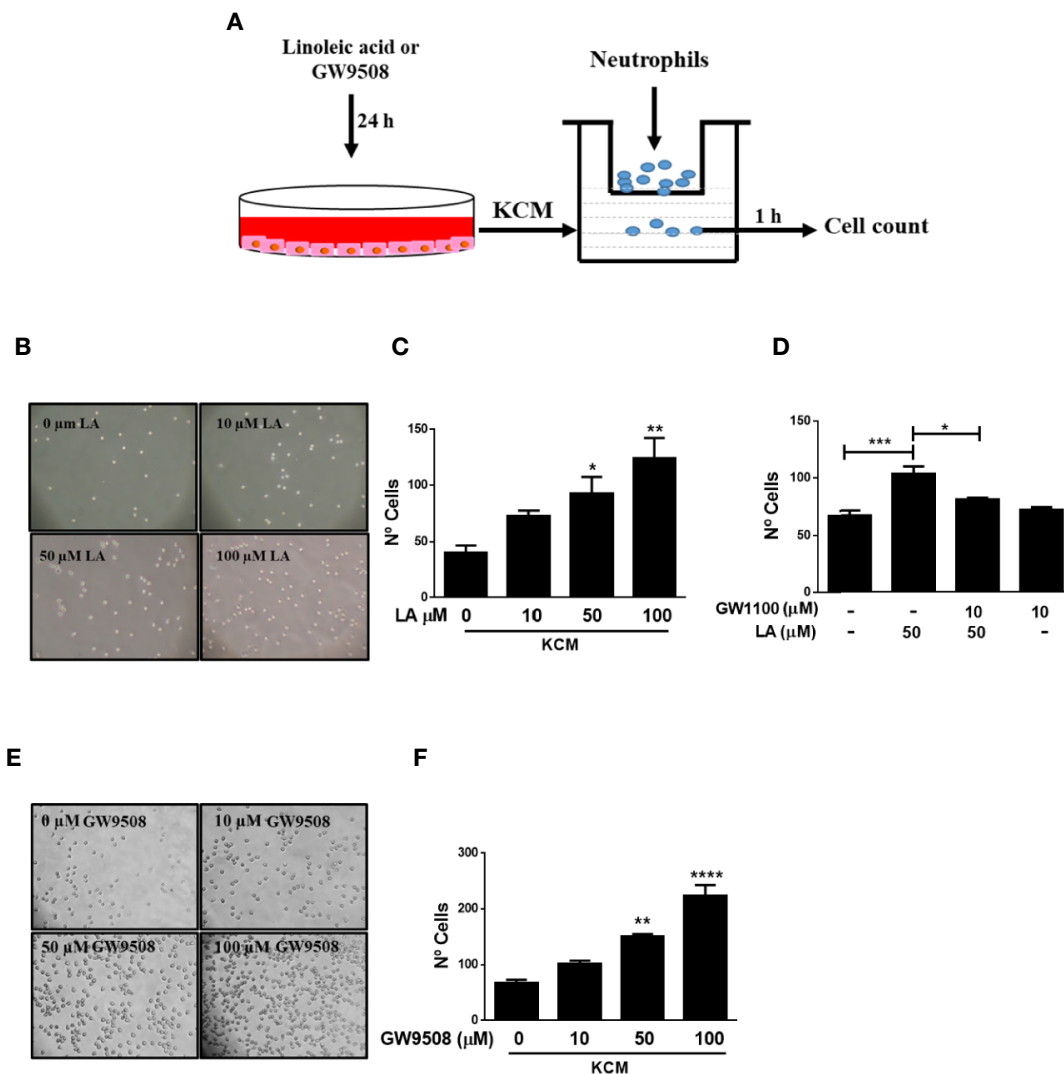 A
Linoleic acid or
GW9508
24 h
KCM
Neutrophils
1 h
Cell count
B
0 µm LA
10 µM LA
50 µM LA
100 µM LA
C
Nº Cells
150
100
50
0
*
**
LA µM
0 10 50 100
KCM
D
Nº Cells
150
100
50
0
***
*
GW1100 (µM) - - 10 10
LA (µM) - 50 50 -
E
0 µM GW9508
10 µM GW9508
50 µM GW9508
100 µM GW9508
F
Nº Cells
300
200
100
0
**
****
GW9508 (µM) 0 10 50 100
KCM